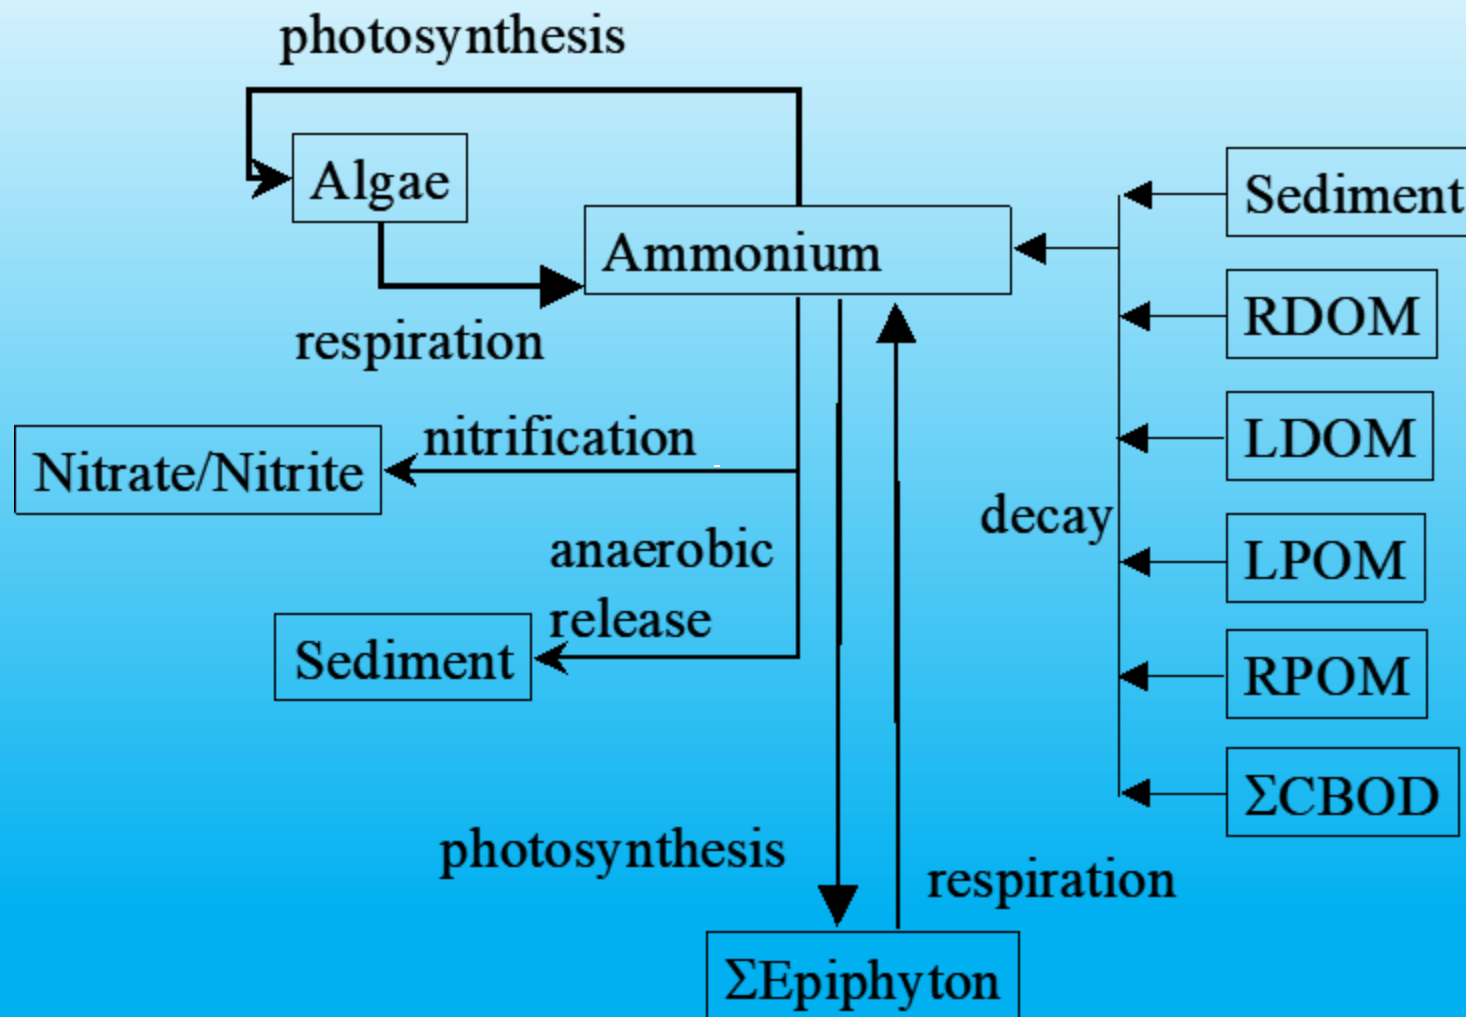 photosynthesis
Algae
Sediment
Ammonium
RDOM
respiration
nitrification
LDOM
Nitrate/Nitrite
decay
anaerobic
release
LPOM
Sediment
RPOM
ΣCBOD
photosynthesis
respiration
ΣEpiphyton